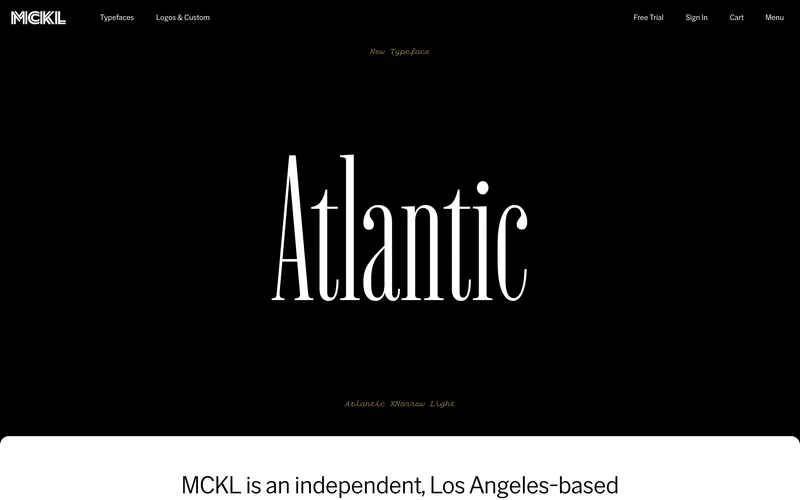 MCKL Typefaces Logos & Custom Free Trial Sign In Cart Menu
New Typeface
Atlantic
Atlantic XNarrow Light
MCKL is an independent, Los Angeles-based